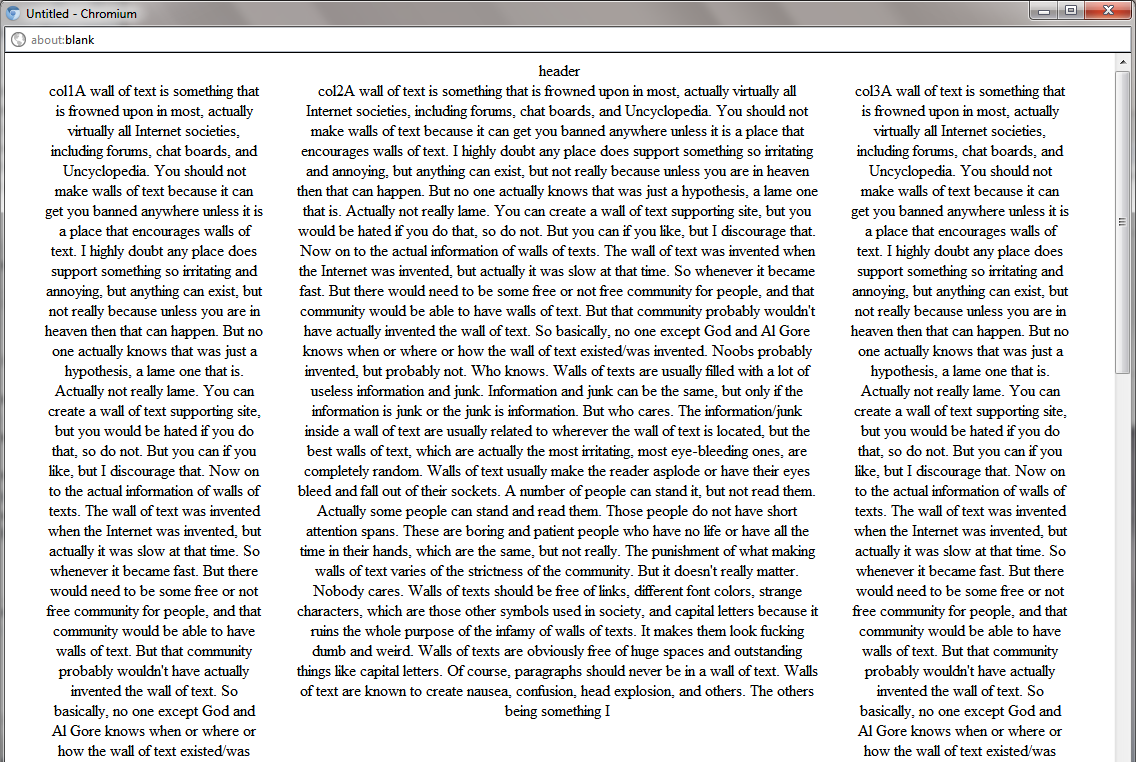 Untitled - Chromium
about:blank
header
col1A wall of text is something that
is frowned upon in most, actually
virtually all Internet societies,
including forums, chat boards, and
Uncyclopedia. You should not
make walls of text because it can
get you banned anywhere unless it is
a place that encourages walls of
text. I highly doubt any place does
support something so irritating and
annoying, but anything can exist, but
not really because unless you are in
heaven then that can happen. But no
one actually knows that was just a
hypothesis, a lame one that is.
Actually not really lame. You can
create a wall of text supporting site,
but you would be hated if you do
that, so do not. But you can if you
like, but I discourage that. Now on
to the actual information of walls of
texts. The wall of text was invented
when the Internet was invented, but
actually it was slow at that time. So
whenever it became fast. But there
would need to be some free or not
free community for people, and that
community would be able to have
walls of text. But that community
probably wouldn't have actually
invented the wall of text. So
basically, no one except God and
Al Gore knows when or where or
how the wall of text existed/was
col2A wall of text is something that is frowned upon in most, actually virtually all
Internet societies, including forums, chat boards, and Uncyclopedia. You should not
make walls of text because it can get you banned anywhere unless it is a place that
encourages walls of text. I highly doubt any place does support something so irritating
and annoying, but anything can exist, but not really because unless you are in heaven
then that can happen. But no one actually knows that was just a hypothesis, a lame one
that is. Actually not really lame. You can create a wall of text supporting site, but you
would be hated if you do that, so do not. But you can if you like, but I discourage that.
Now on to the actual information of walls of texts. The wall of text was invented when
the Internet was invented, but actually it was slow at that time. So whenever it became
fast. But there would need to be some free or not free community for people, and that
community would be able to have walls of text. But that community probably wouldn't
have actually invented the wall of text. So basically, no one except God and Al Gore
knows when or where or how the wall of text existed/was invented. Noobs probably
invented, but probably not. Who knows. Walls of texts are usually filled with a lot of
useless information and junk. Information and junk can be the same, but only if the
information is junk or the junk is information. But who cares. The information/junk
inside a wall of text are usually related to wherever the wall of text is located, but the
best walls of text, which are actually the most irritating, most eye-bleeding ones, are
completely random. Walls of text usually make the reader asplode or have their eyes
bleed and fall out of their sockets. A number of people can stand it, but not read them.
Actually some people can stand and read them. Those people do not have short
attention spans. These are boring and patient people who have no life or have all the
time in their hands, which are the same, but not really. The punishment of what making
walls of text varies of the strictness of the community. But it doesn't really matter.
Nobody cares. Walls of texts should be free of links, different font colors, strange
characters, which are those other symbols used in society, and capital letters because it
ruins the whole purpose of the infamy of walls of texts. It makes them look fucking
dumb and weird. Walls of texts are obviously free of huge spaces and outstanding
things like capital letters. Of course, paragraphs should never be in a wall of text. Walls
of text are known to create nausea, confusion, head explosion, and others. The others
being something I
col3A wall of text is something that
is frowned upon in most, actually
virtually all Internet societies,
including forums, chat boards, and
Uncyclopedia. You should not
make walls of text because it can
get you banned anywhere unless it is
a place that encourages walls of
text. I highly doubt any place does
support something so irritating and
annoying, but anything can exist, but
not really because unless you are in
heaven then that can happen. But no
one actually knows that was just a
hypothesis, a lame one that is.
Actually not really lame. You can
create a wall of text supporting site,
but you would be hated if you do
that, so do not. But you can if you
like, but I discourage that. Now on
to the actual information of walls of
texts. The wall of text was invented
when the Internet was invented, but
actually it was slow at that time. So
whenever it became fast. But there
would need to be some free or not
free community for people, and that
community would be able to have
walls of text. But that community
probably wouldn't have actually
invented the wall of text. So
basically, no one except God and
Al Gore knows when or where or
how the wall of text existed/was